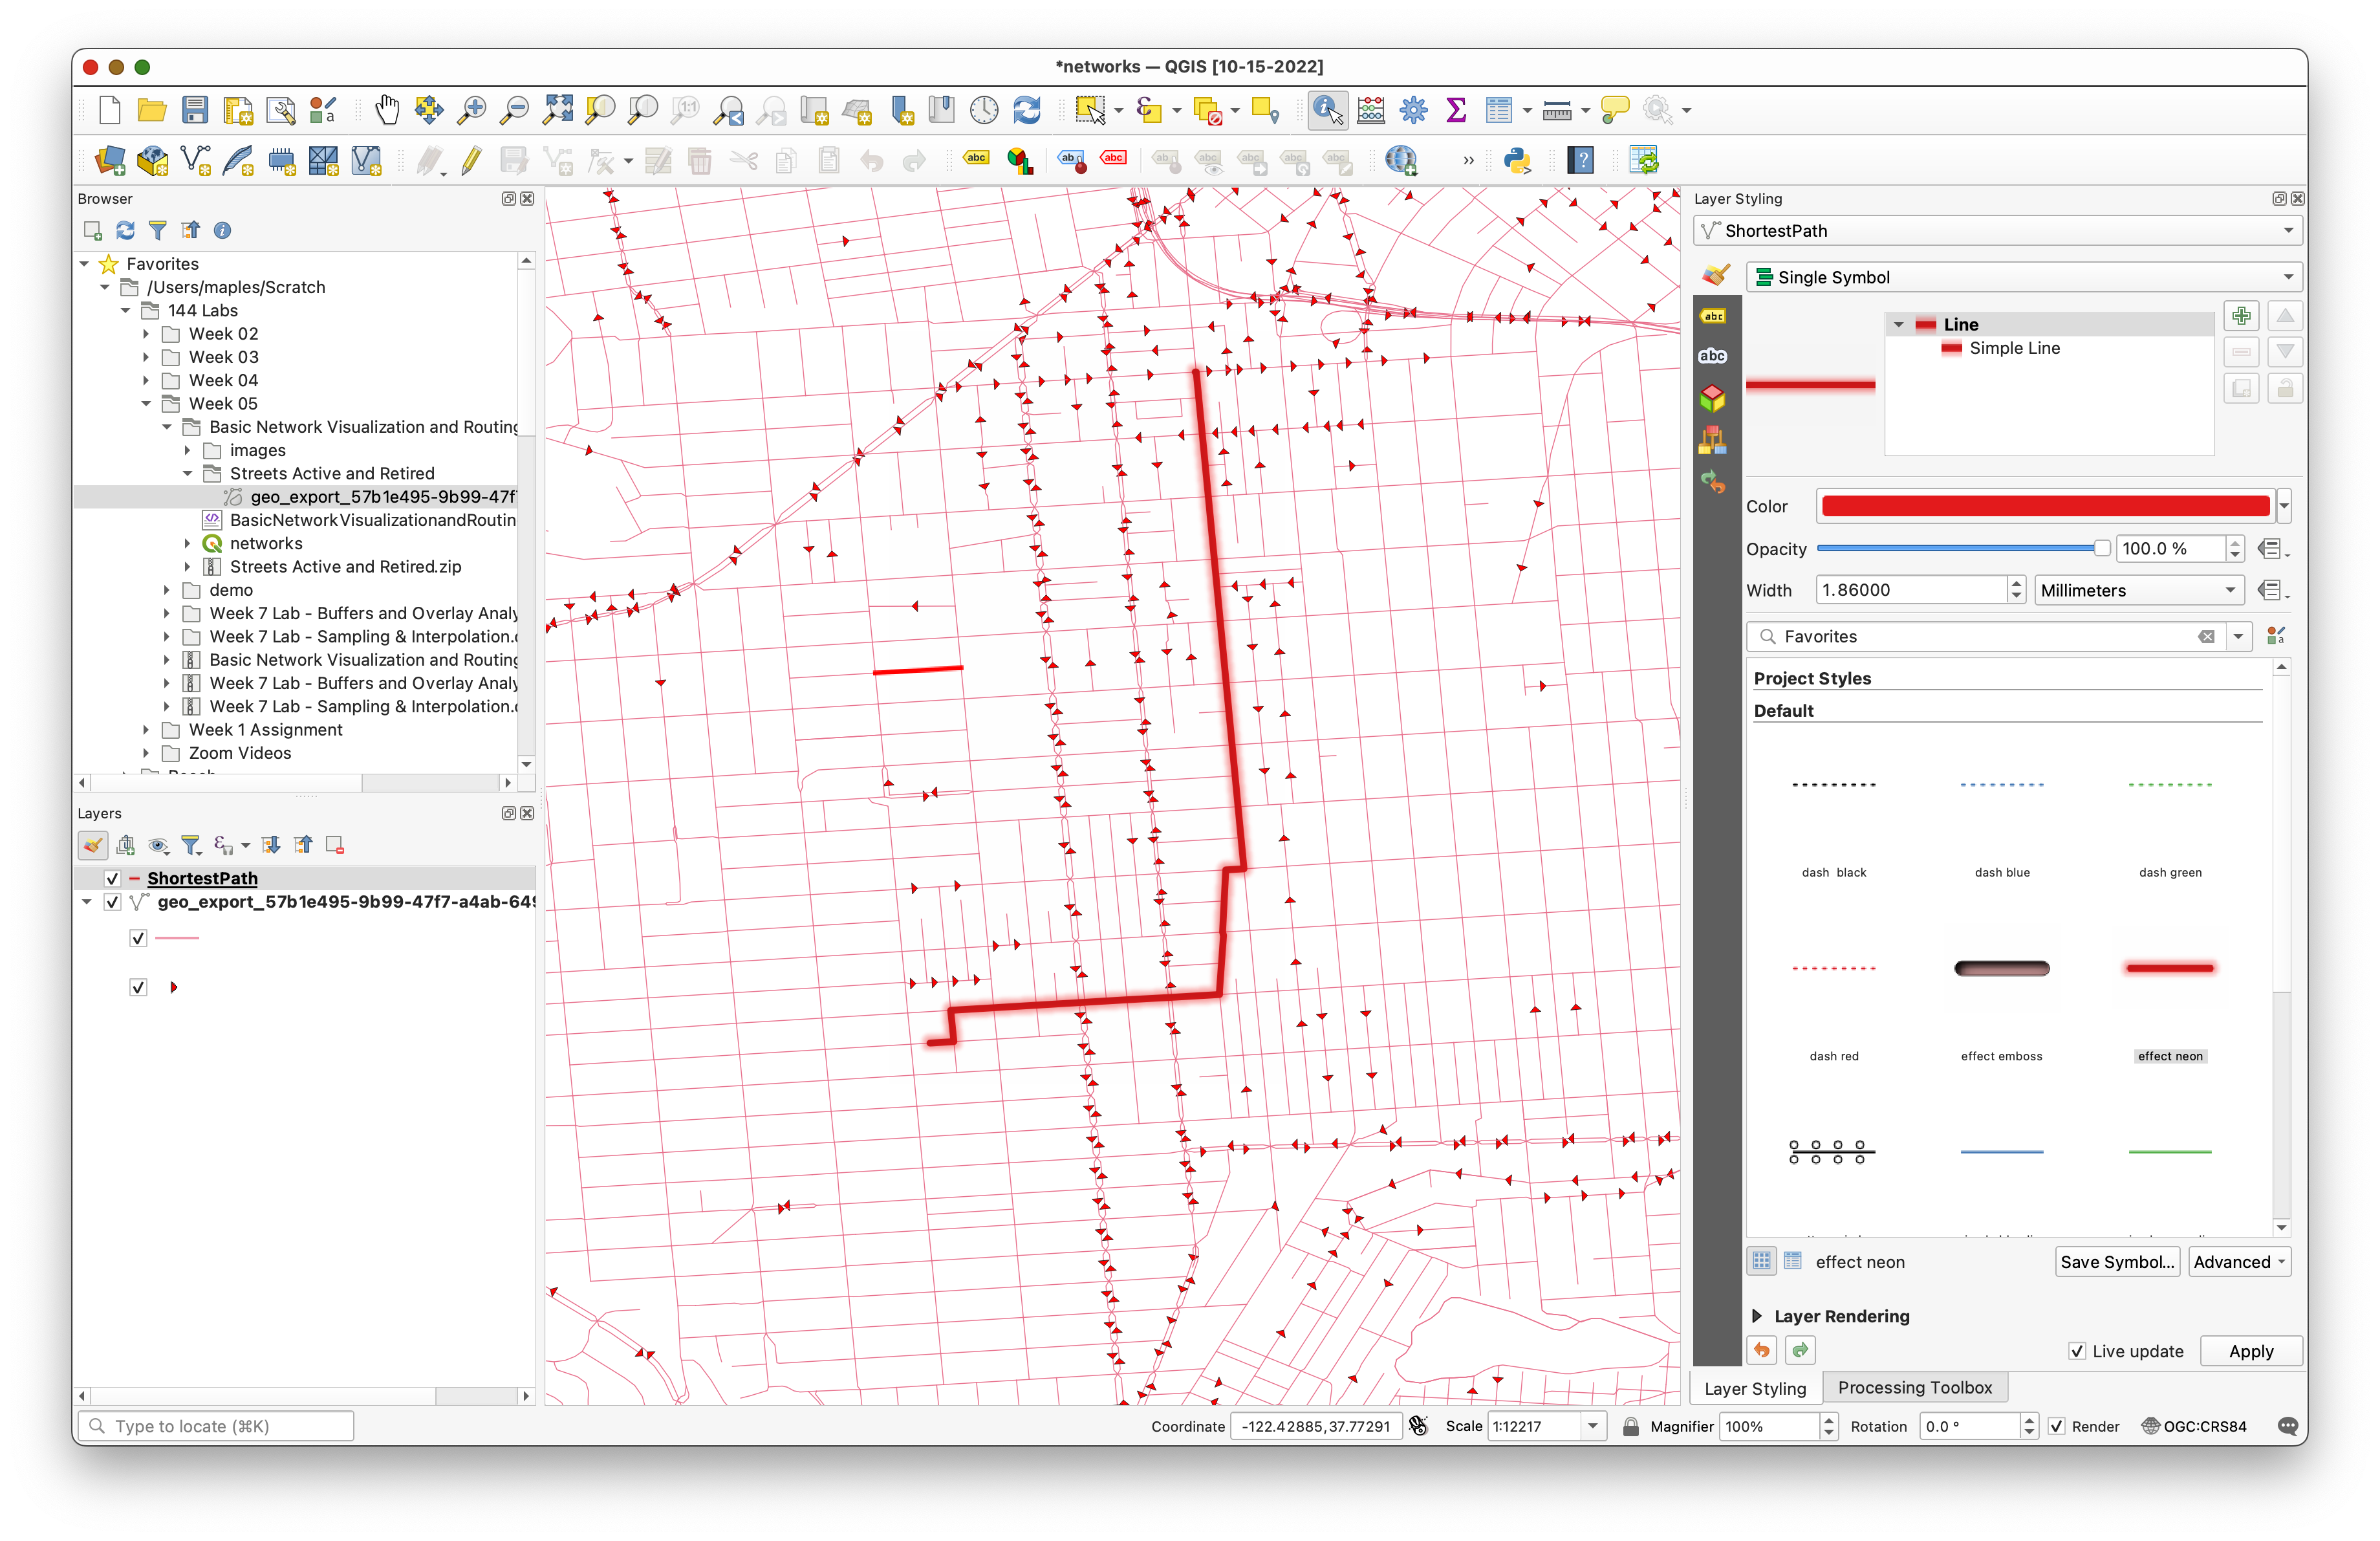 *networks — QGIS [10-15-2022]
Browser
Favorites
/Users/maples/Scratch
144 Labs
Week 02
Week 03
Week 04
Week 05
Basic Network Visualization and Routing
images
Streets Active and Retired
geo_export_57b1e495-9b99-47f
BasicNetworkVisualizationandRoutin
networks
Streets Active and Retired.zip
demo
Week 7 Lab - Buffers and Overlay Analy
Week 7 Lab - Sampling & Interpolation.
Basic Network Visualization and Routing
Week 7 Lab - Buffers and Overlay Analy
Week 7 Lab - Sampling & Interpolation.
Week 1 Assignment
Zoom Videos
Layers
ShortestPath
geo_export_57b1e495-9b99-47f7-a4ab-649
Layer Styling
ShortestPath
Single Symbol
Line
Simple Line
Color
Opacity
100.0 %
Width
1.86000
Millimeters
Favorites
Project Styles
Default
dash black
dash blue
dash green
dash red
effect emboss
effect neon
effect neon
Save Symbol...
Advanced
Layer Rendering
Live update
Apply
Layer Styling
Processing Toolbox
Type to locate (⌘K)
Coordinate
-122.42885,37.77291
Scale
1:12217
Magnifier
100%
Rotation
0.0 °
Render
OGC:CRS84